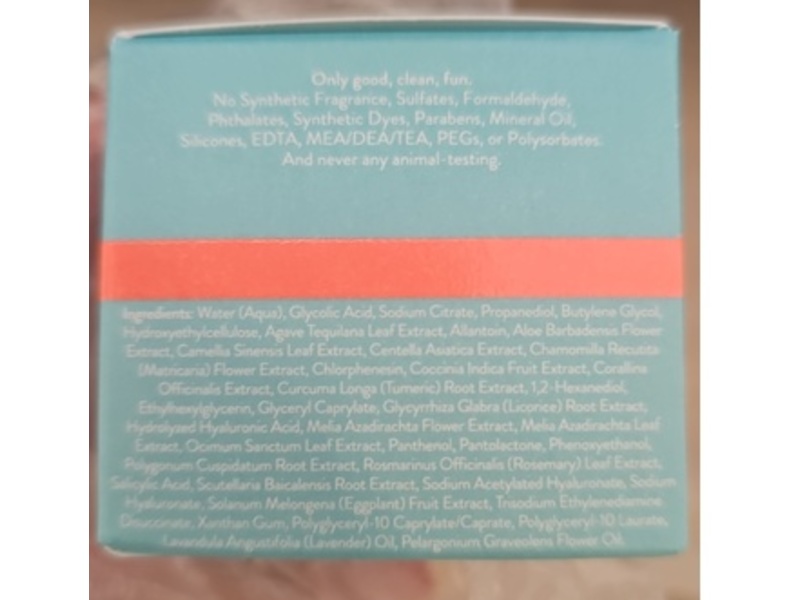 Only good, clean, fun.
No Synthetic Fragrance, Sulfates, Formaldehyde,
Phthalates, Synthetic Dyes, Parabens, Mineral Oil,
Silicones, EDTA, MEA/DEA/TEA, PEGs, or Polysorbates.
And never any animal-testing.
Ingredients: Water (Aqua), Glycolic Acid, Sodium Citrate, Propanediol, Butylene Glycol,
Hydroxyethylcellulose, Agave Tequilana Leaf Extract, Allantoin, Aloe Barbadensis Flower
Extract, Camellia Sinensis Leaf Extract, Centella Asiatica Extract, Chamomilla Recutita
(Matricaria) Flower Extract, Chlorphenesin, Coccinia Indica Fruit Extract, Corallina
Officinalis Extract, Curcuma Longa (Tumeric) Root Extract, 1,2-Hexanediol,
Ethylhexylglycerin, Glyceryl Caprylate, Glycyrrhiza Glabra (Licorice) Root Extract,
Hydrolyzed Hyaluronic Acid, Melia Azadirachta Flower Extract, Melia Azadirachta Leaf
Extract, Ocimum Sanctum Leaf Extract, Panthenol, Pantolactone, Phenoxyethanol,
Polygonum Cuspidatum Root Extract, Rosmarinus Officinalis (Rosemary) Leaf Extract,
Salicylic Acid, Scutellaria Baicalensis Root Extract, Sodium Acetylated Hyaluronate, Sodium
Hyaluronate, Solanum Melongena (Eggplant) Fruit Extract, Trisodium Ethylenediamine
Disuccinate, Xanthan Gum, Polyglyceryl-10 Caprylate/Caprate, Polyglyceryl-10 Laurate,
Lavandula Angustifolia (Lavender) Oil, Pelargonium Graveolens Flower Oil.